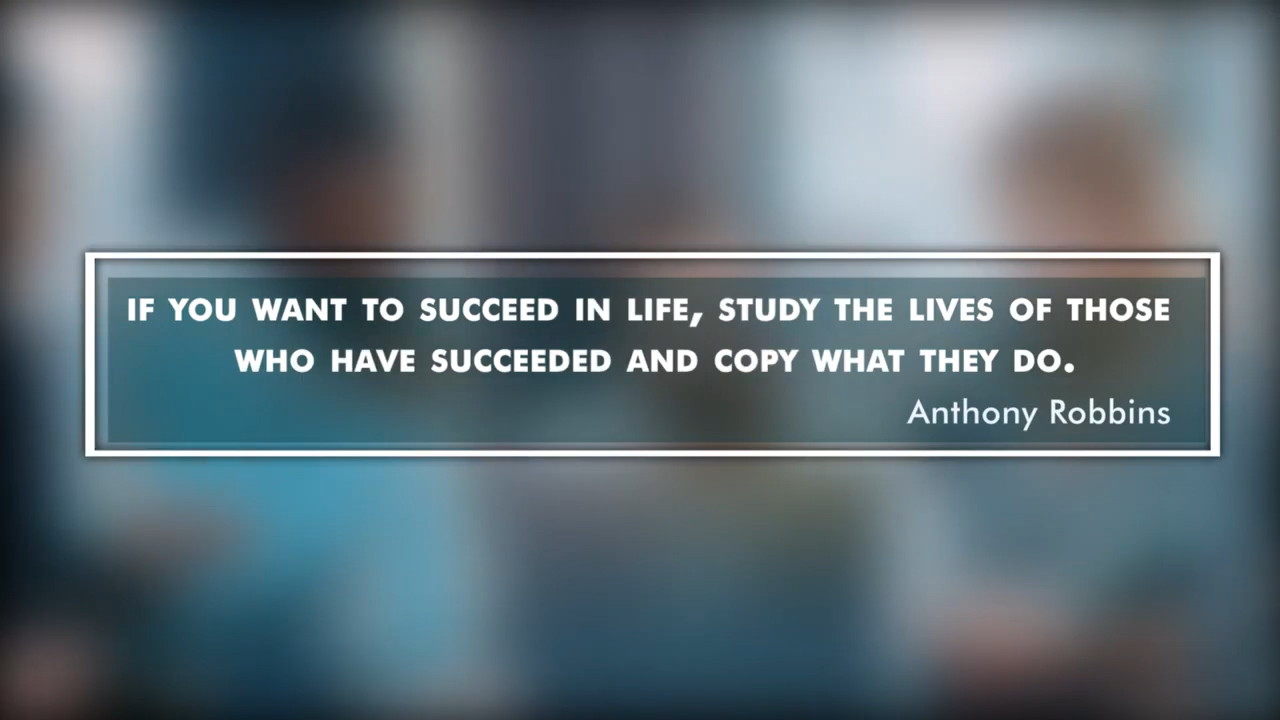 IF YOU WANT TO SUCCEED IN LIFE, STUDY THE LIVES OF THOSE
WHO HAVE SUCCEEDED AND COPY WHAT THEY DO.
Anthony Robbins